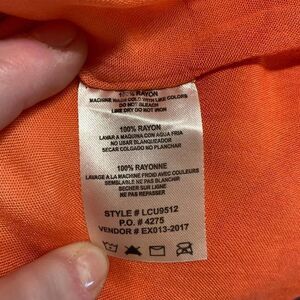 100% RAYON
MACHINE WASH COLD WITH LIKE COLORS
DO NOT BLEACH
LINE DRY DO NOT IRON
100% RAYON
LAVAR A MAQUINA CON AGUA FRIA
NO USAR BLANQUEADOR
SECAR COLGADO NO PLANCHAR
100% RAYONNE
LAVAGE A LA MACHINE FROID AVEC COULEURS
SEMBLABLE NE PAS BLANCHIR
SECHER SUR LIGNE
NE PAS REPASSER
STYLE # LCU9512
P.O. # 4275
VENDOR # EX013-2017